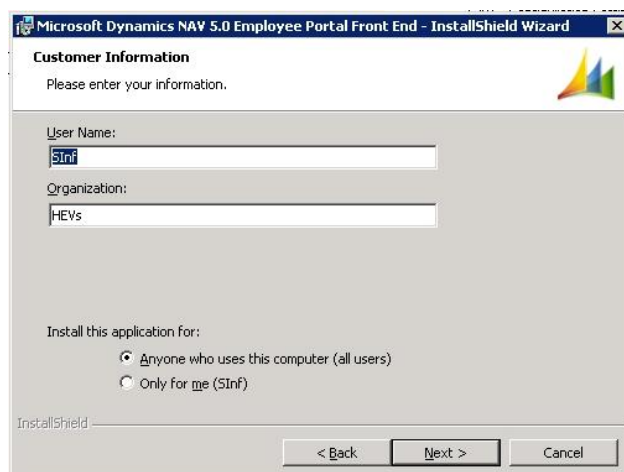 Microsoft Dynamics NAV 5.0 Employee Portal Front End - InstallShield Wizard
Customer Information
Please enter your information.
User Name:
SInf
Organization:
HEVs
Install this application for:
Anyone who uses this computer (all users)
Only for me (SInf)
InstallShield
< Back
Next >
Cancel